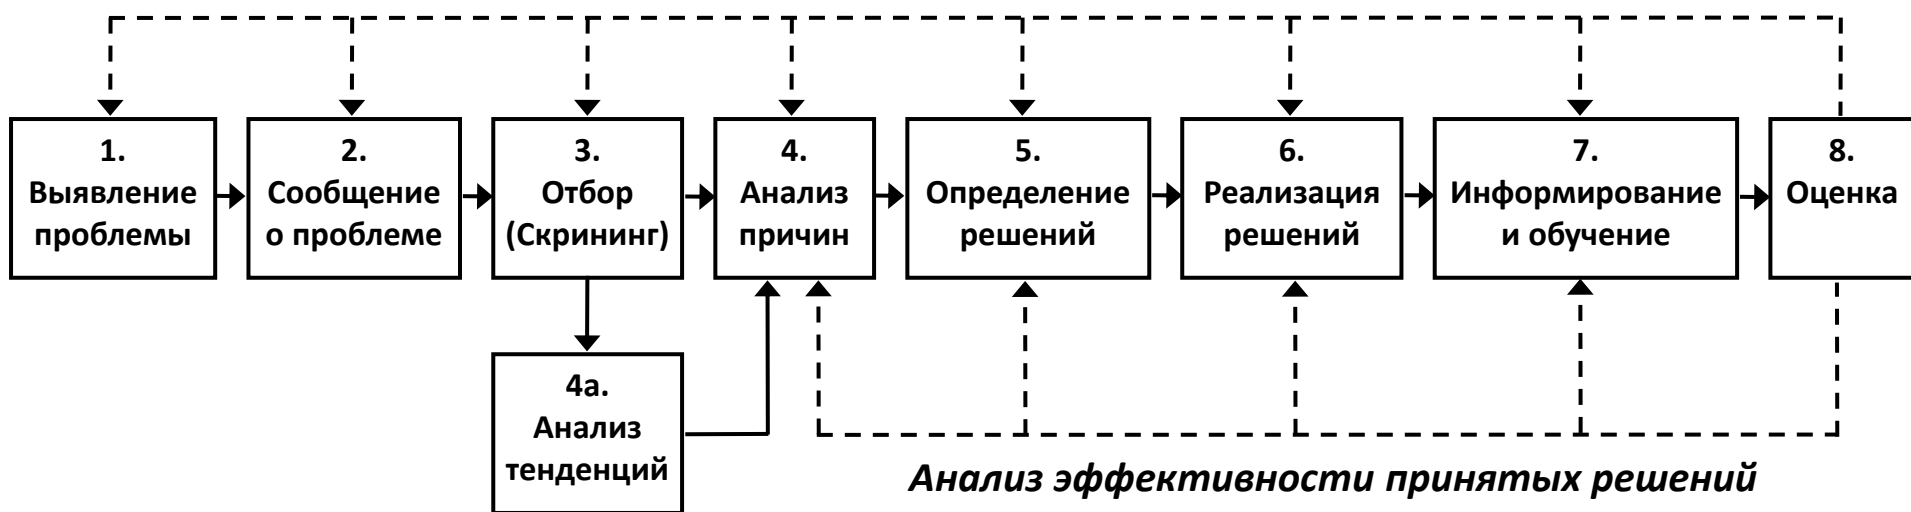 1.
Выявление
проблемы
2.
Сообщение
о проблеме
3.
Отбор
(Скрининг)
4.
Анализ
причин
5.
Определение
решений
6.
Реализация
решений
7.
Информирование
и обучение
8.
Оценка
4а.
Анализ
тенденций
Анализ эффективности принятых решений